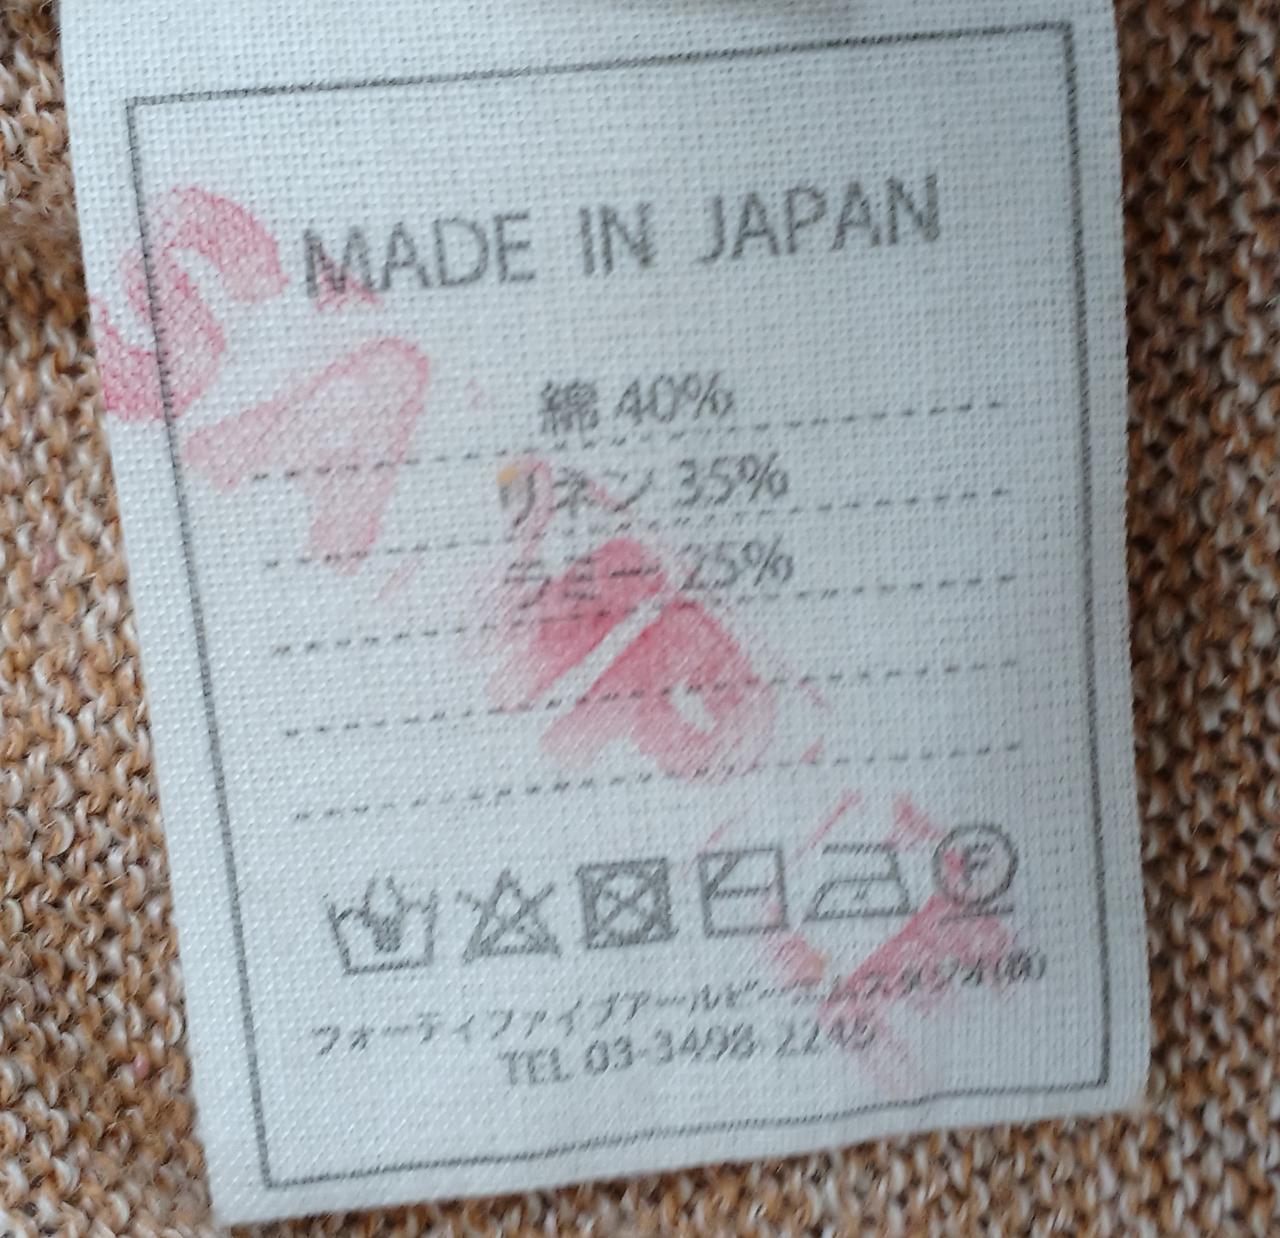 MADE IN JAPAN
綿 40%
リネン 35%
ラミー 25%
F
フォーティファイブアールピーエムスタジオ(株)
TEL 03-3498-2248